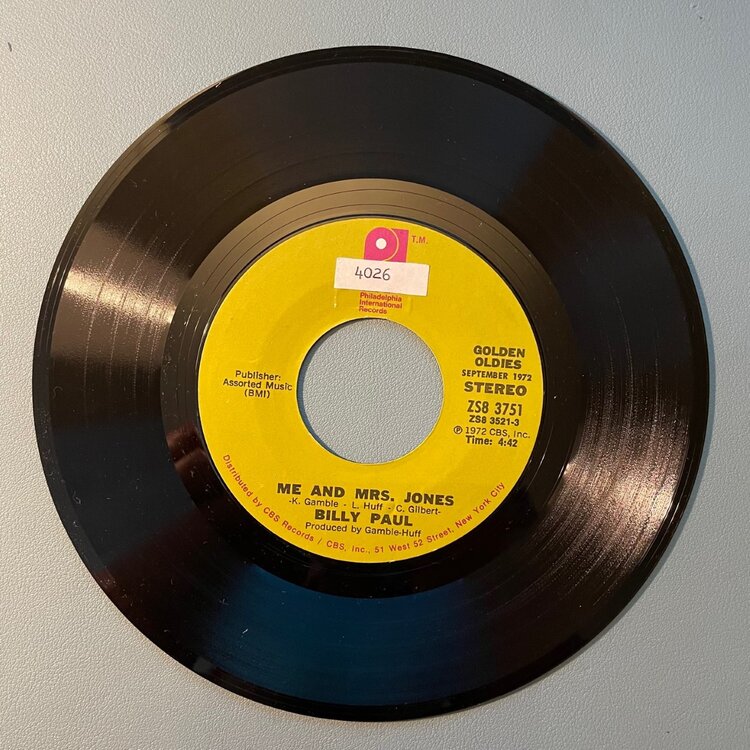 T.M.
4026
Philadelphia
International
Records
Publisher:
Assorted Music
(BMI)
GOLDEN
OLDIES
SEPTEMBER 1972
STEREO
ZS8 3751
ZS8 3521-3
Ⓟ 1972 CBS, Inc.
Time: 4:42
ME AND MRS. JONES
-K. Gamble - L. Huff - C. Gilbert-
BILLY PAUL
Produced by Gamble-Huff
Distributed by CBS Records / CBS, Inc., 51 West 52 Street, New York City